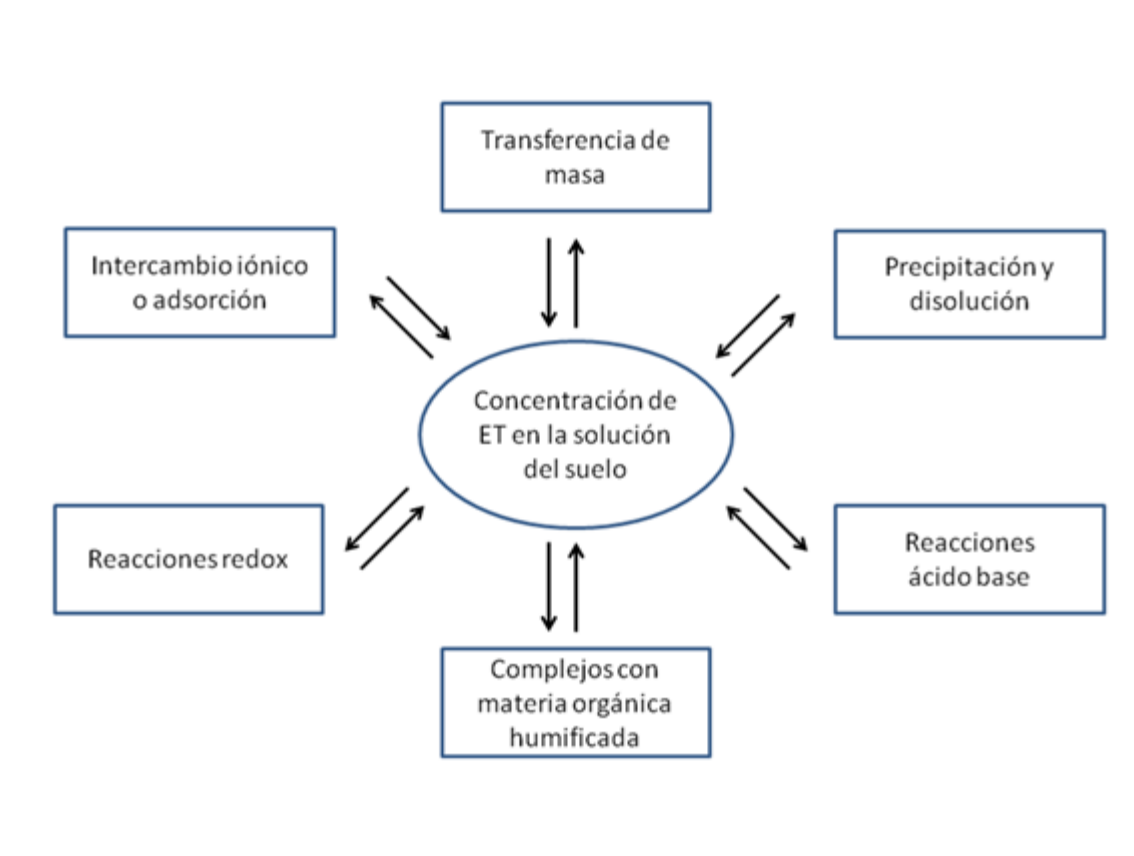 Transferencia de
masa
Intercambio iónico
o adsorción
Precipitación y
disolución
Concentración de
ET en la solución
del suelo
Reacciones redox
Reacciones
ácido base
Complejos con
materia orgánica
humificada